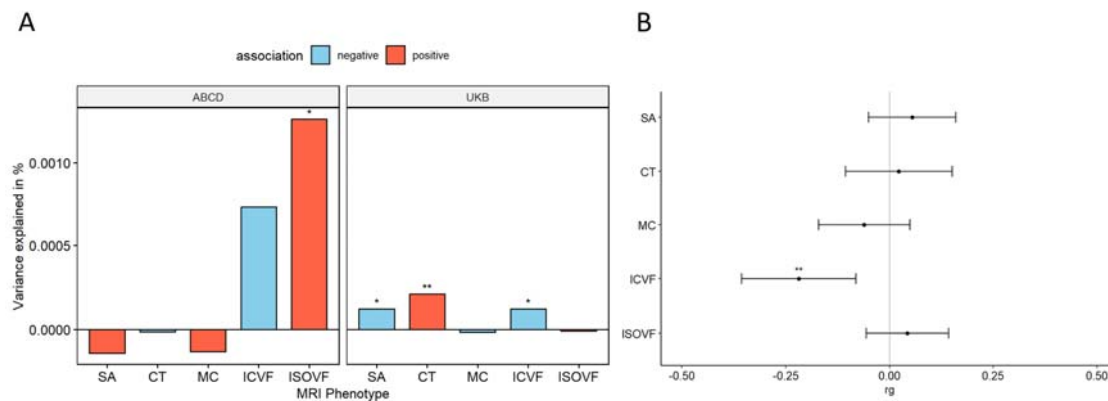 A
B
association negative positive
ABCD
UKB
Variance explained in %
0.0010
0.0005
0.0000
*
* ** *
SA CT MC ICVF ISOVF
SA CT MC ICVF ISOVF
MRI Phenotype
SA
CT
MC
**
ICVF
ISOVF
-0.50 -0.25 0.00 0.25 0.50
rg